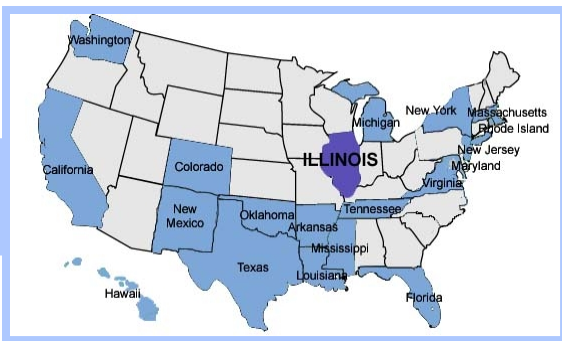 Washington
New York
Massachusetts
Michigan
Rhode Island
New Jersey
ILLINOIS
Maryland
California
Colorado
Virginia
New
Mexico
Oklahoma
Tennessee
Arkansas
Mississippi
Texas
Louisiana
Hawaii
Florida